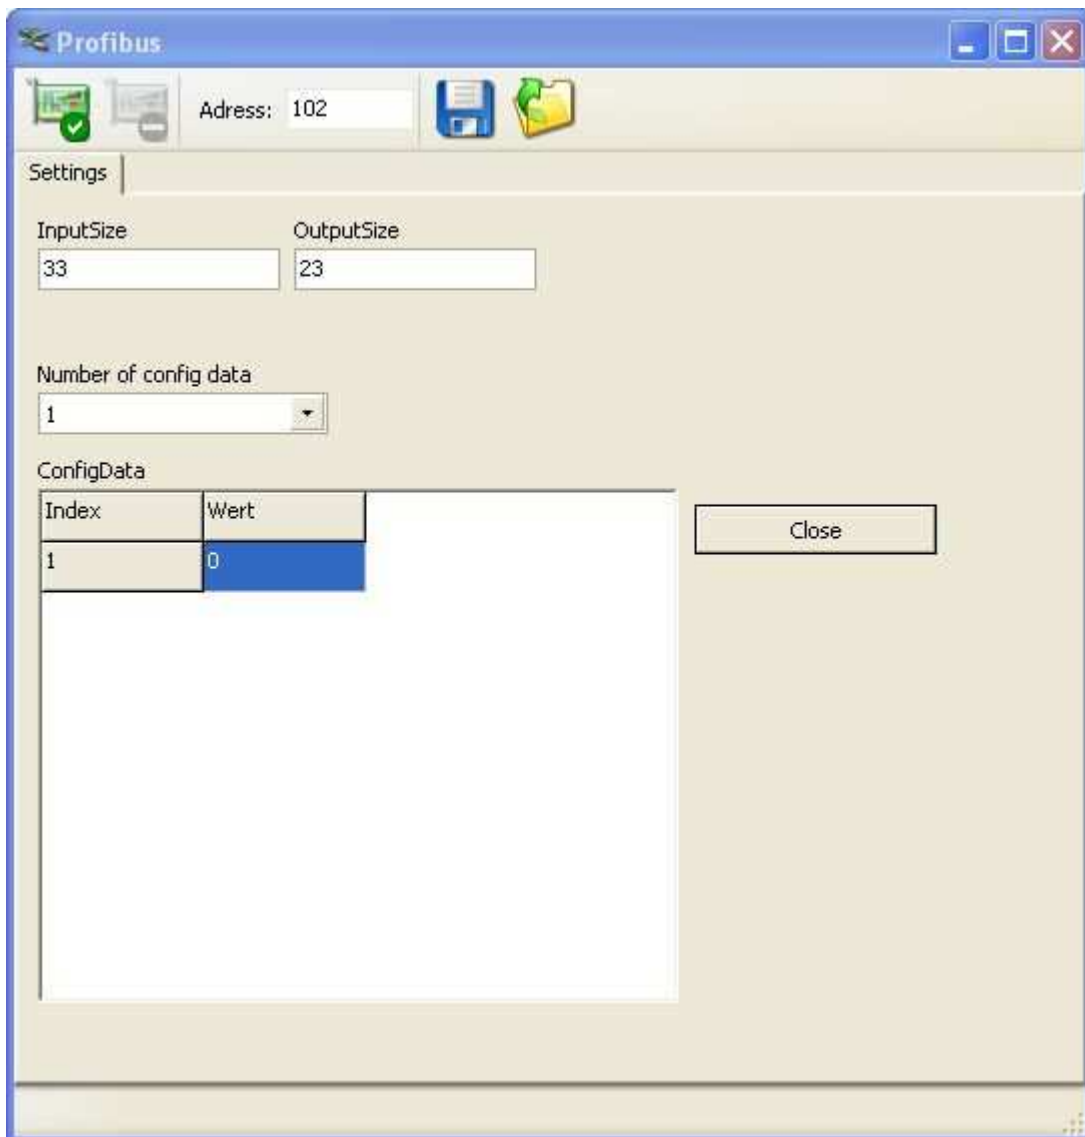 Profibus
Adress: 102
Settings
InputSize OutputSize
33 23
Number of config data
1
ConfigData
Index Wert
1 0
Close